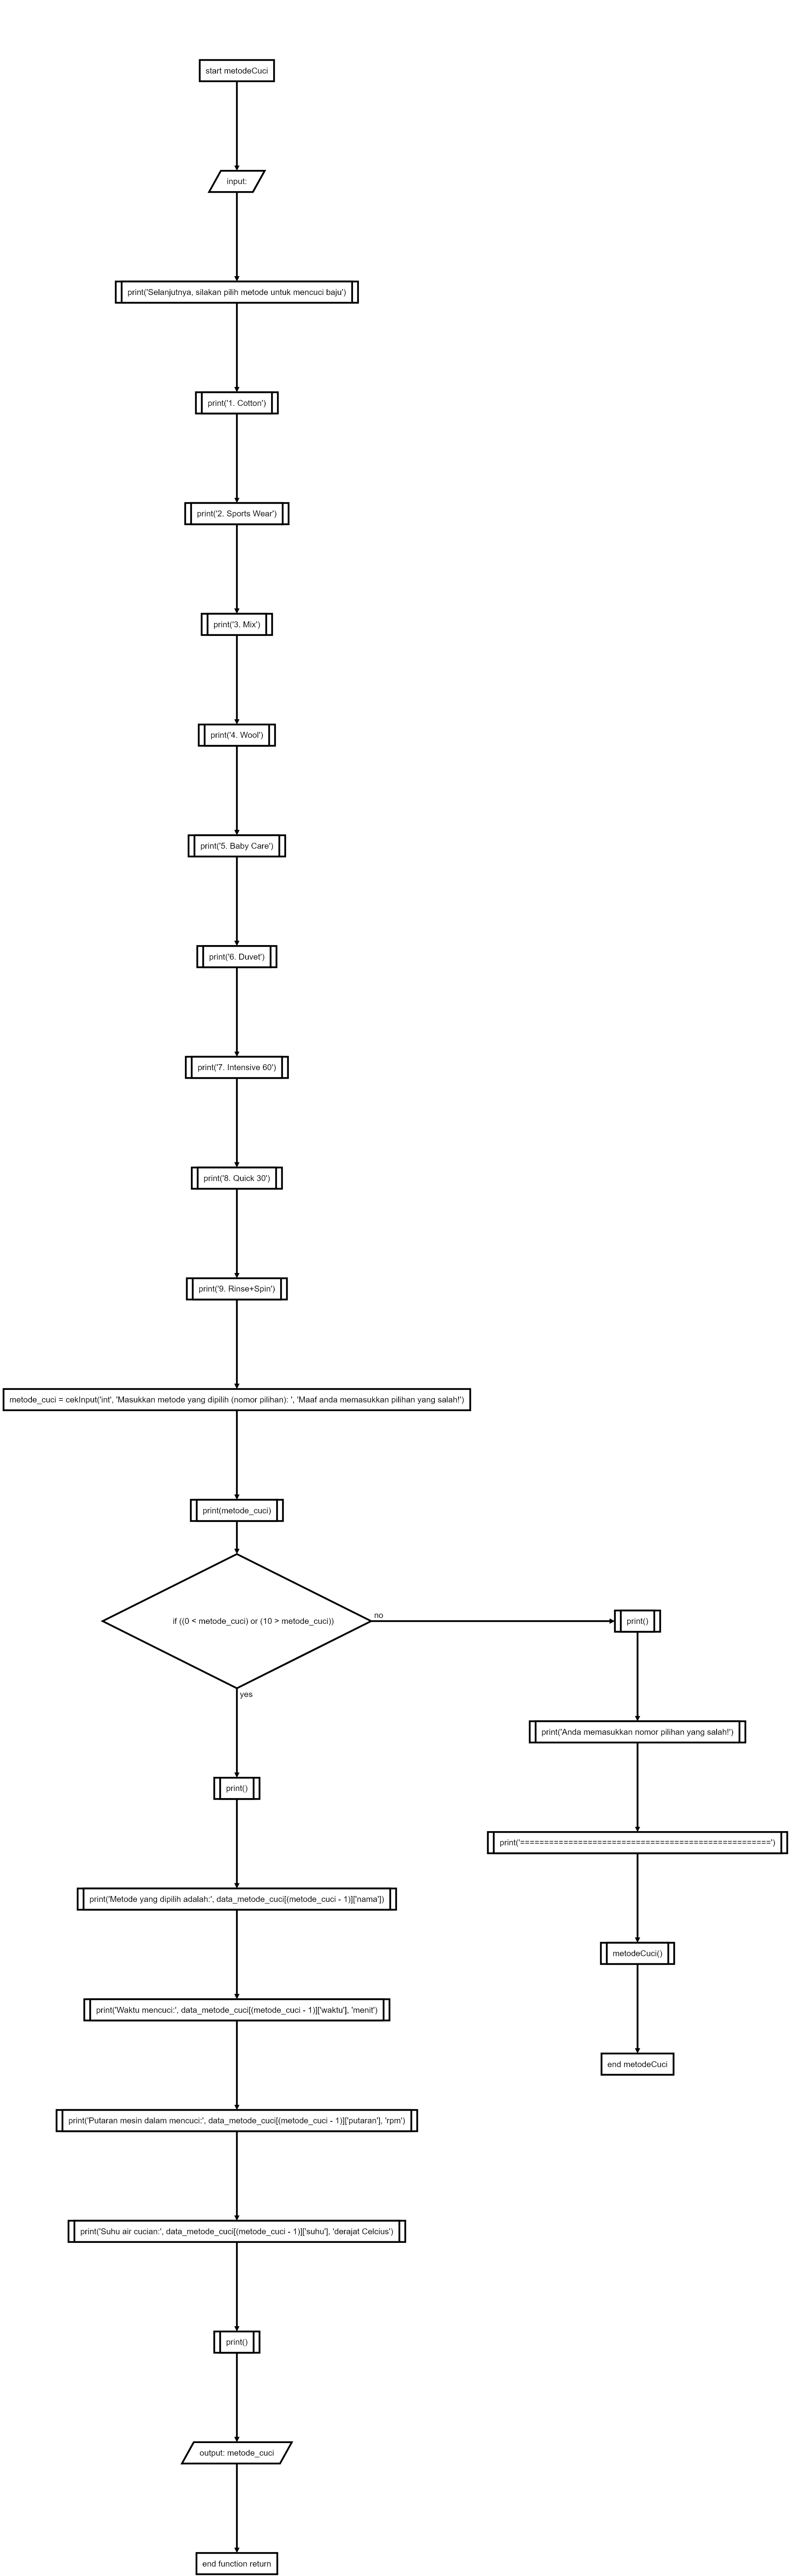 start metodeCuci
input:
print('Selanjutnya, silakan pilih metode untuk mencuci baju')
print('1. Cotton')
print('2. Sports Wear')
print('3. Mix')
print('4. Wool')
print('5. Baby Care')
print('6. Duvet')
print('7. Intensive 60')
print('8. Quick 30')
print('9. Rinse+Spin')
metode_cuci = cekInput('int', 'Masukkan metode yang dipilih (nomor pilihan): ', 'Maaf anda memasukkan pilihan yang salah!')
print(metode_cuci)
if ((0 < metode_cuci) or (10 > metode_cuci))
no
yes
print()
print('Metode yang dipilih adalah:', data_metode_cuci[(metode_cuci - 1)]['nama'])
print('Waktu mencuci:', data_metode_cuci[(metode_cuci - 1)]['waktu'], 'menit')
print('Putaran mesin dalam mencuci:', data_metode_cuci[(metode_cuci - 1)]['putaran'], 'rpm')
print('Suhu air cucian:', data_metode_cuci[(metode_cuci - 1)]['suhu'], 'derajat Celcius')
print()
output: metode_cuci
end function return
print()
print('Anda memasukkan nomor pilihan yang salah!')
print('====================================================')
metodeCuci()
end metodeCuci